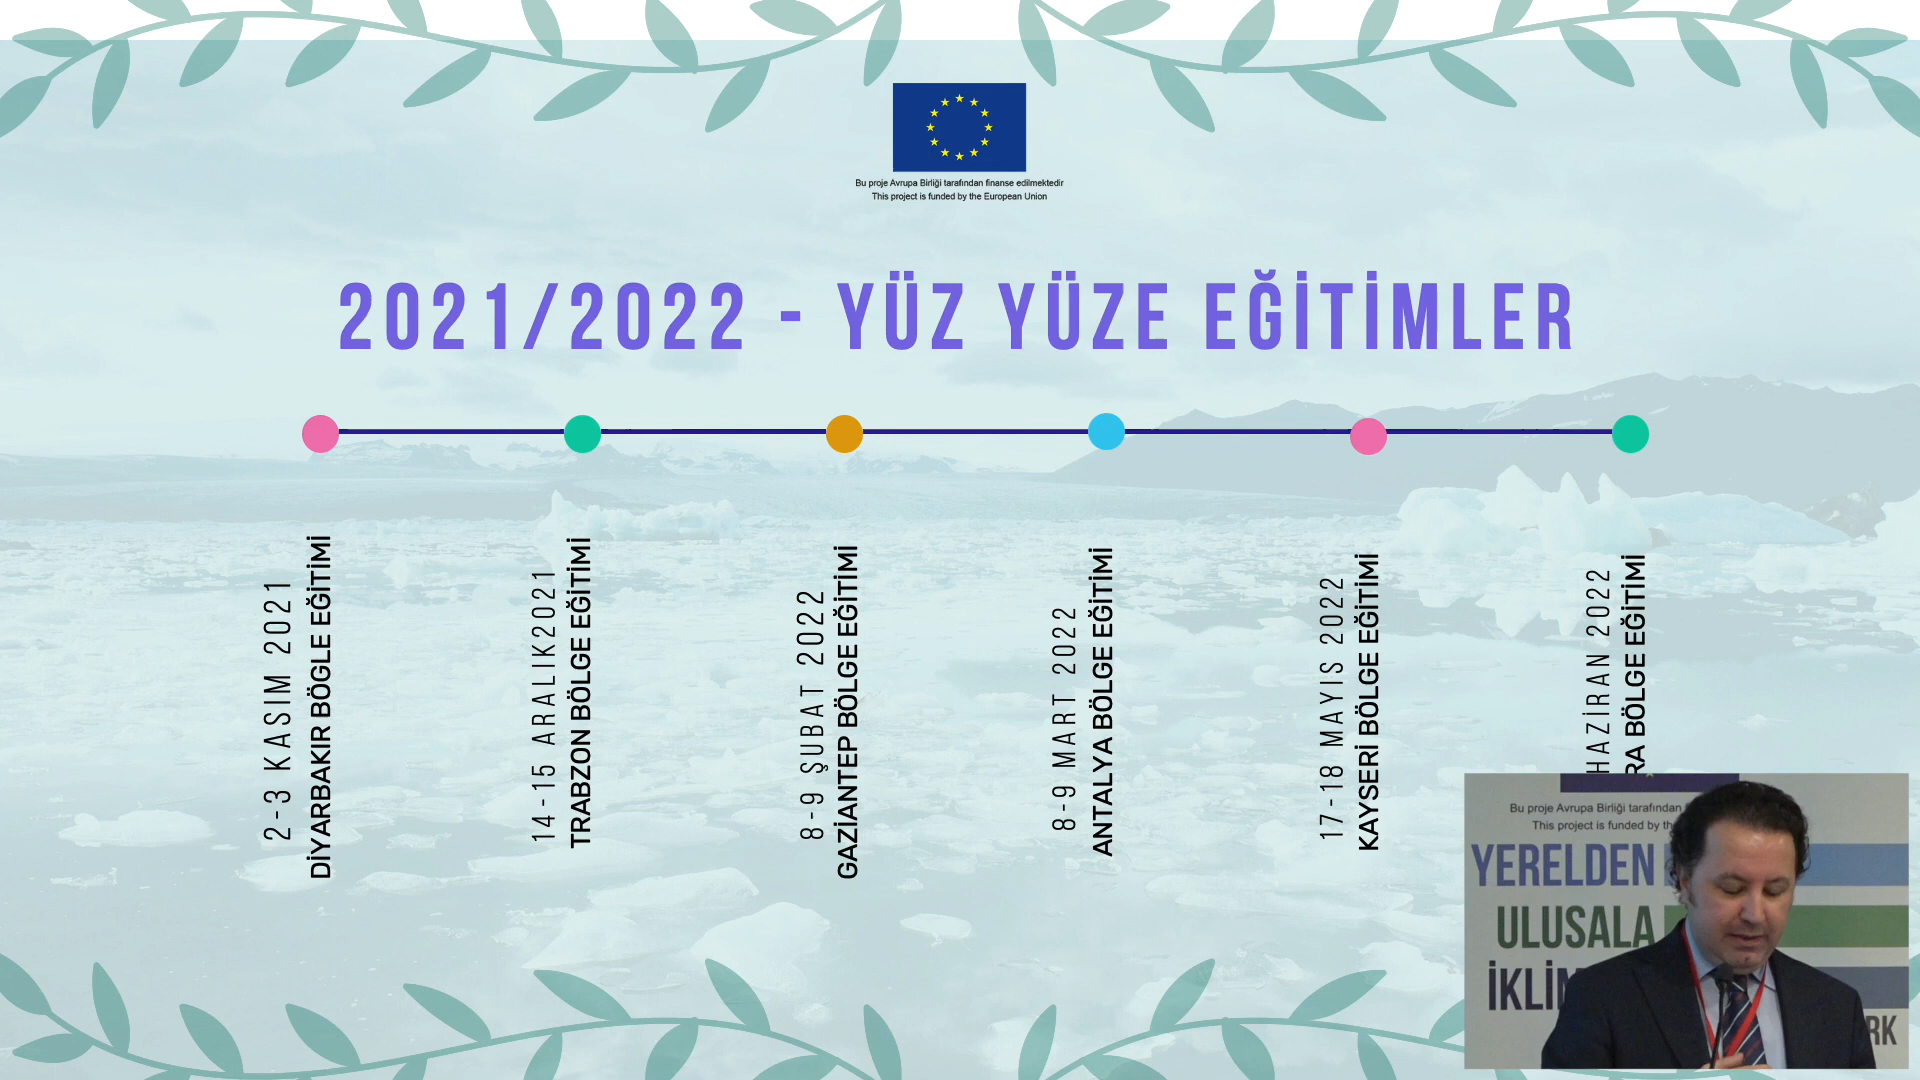 Bu proje Avrupa Birliği tarafından finanse edilmektedir
This project is funded by the European Union
2021/2022 - YÜZ YÜZE EĞİTİMLER
2-3 KASIM 2021
DİYARBAKIR BÖGLE EĞİTİMİ
14-15 ARALIK2021
TRABZON BÖLGE EĞİTİMİ
8-9 ŞUBAT 2022
GAZİANTEP BÖLGE EĞİTİMİ
8-9 MART 2022
ANTALYA BÖLGE EĞİTİMİ
17-18 MAYIS 2022
KAYSERİ BÖLGE EĞİTİMİ
HAZİRAN 2022
RA BÖLGE EĞİTİMİ
Bu proje Avrupa Birliği tarafından
This project is funded by
YERELDEN
ULUSALA